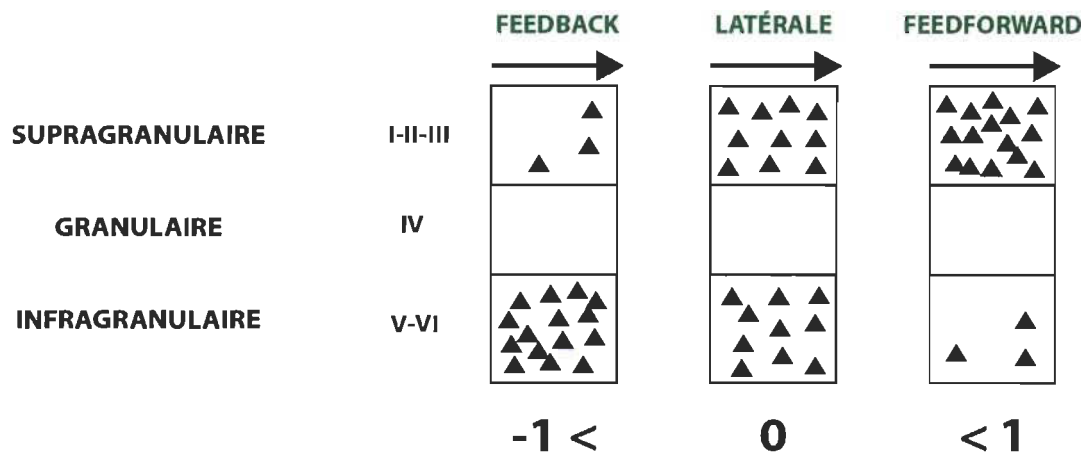 FEEDBACK LATÉRALE FEEDFORWARD
SUPRAGRANULAIRE I-II-III
GRANULAIRE IV
INFRAGRANULAIRE V-VI
-1 < 0 < 1